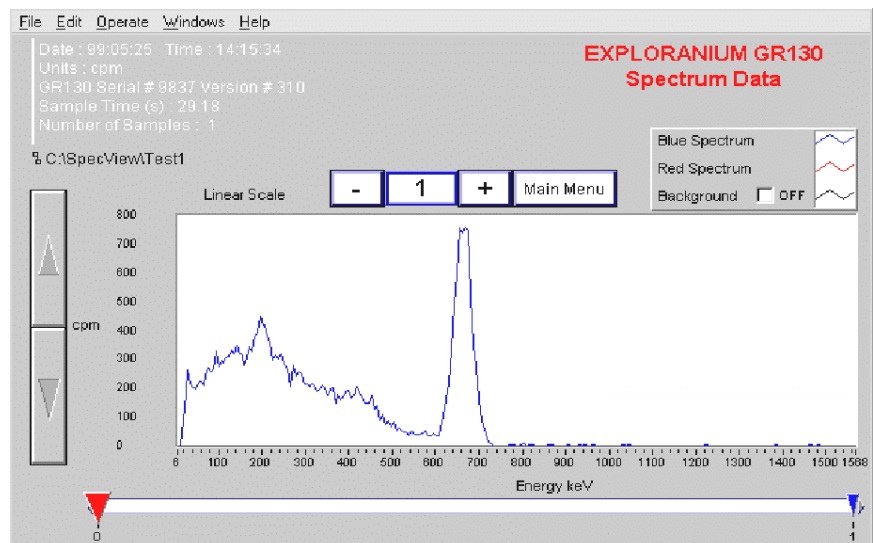 File Edit Operate Windows Help
Date : 99:05:25 Time : 14:15:34
Units : cpm
GR130 Serial # 9837 Version # 310
Sample Time (s) : 29.18
Number of Samples : 1
EXPLORANIUM GR130
Spectrum Data
C:\SpecView\Test1
Blue Spectrum
Red Spectrum
Background OFF
Linear Scale - 1 + Main Menu
800
700
600
500
cpm 400
300
200
100
0
6 100 200 300 400 500 600 700 800 900 1000 1100 1200 1300 1400 1500 1568
Energy keV
0 1